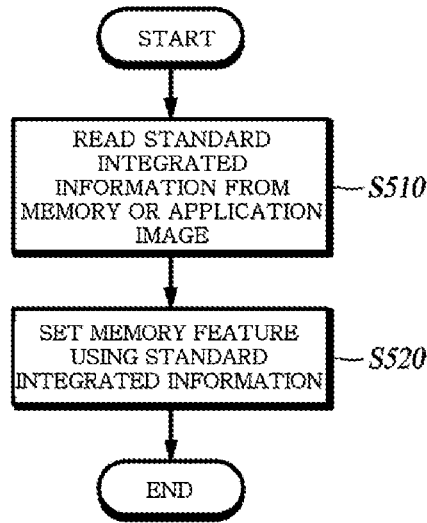 START
READ STANDARD
INTEGRATED
INFORMATION FROM
MEMORY OR APPLICATION
IMAGE
S510
SET MEMORY FEATURE
USING STANDARD
INTEGRATED INFORMATION
S520
END